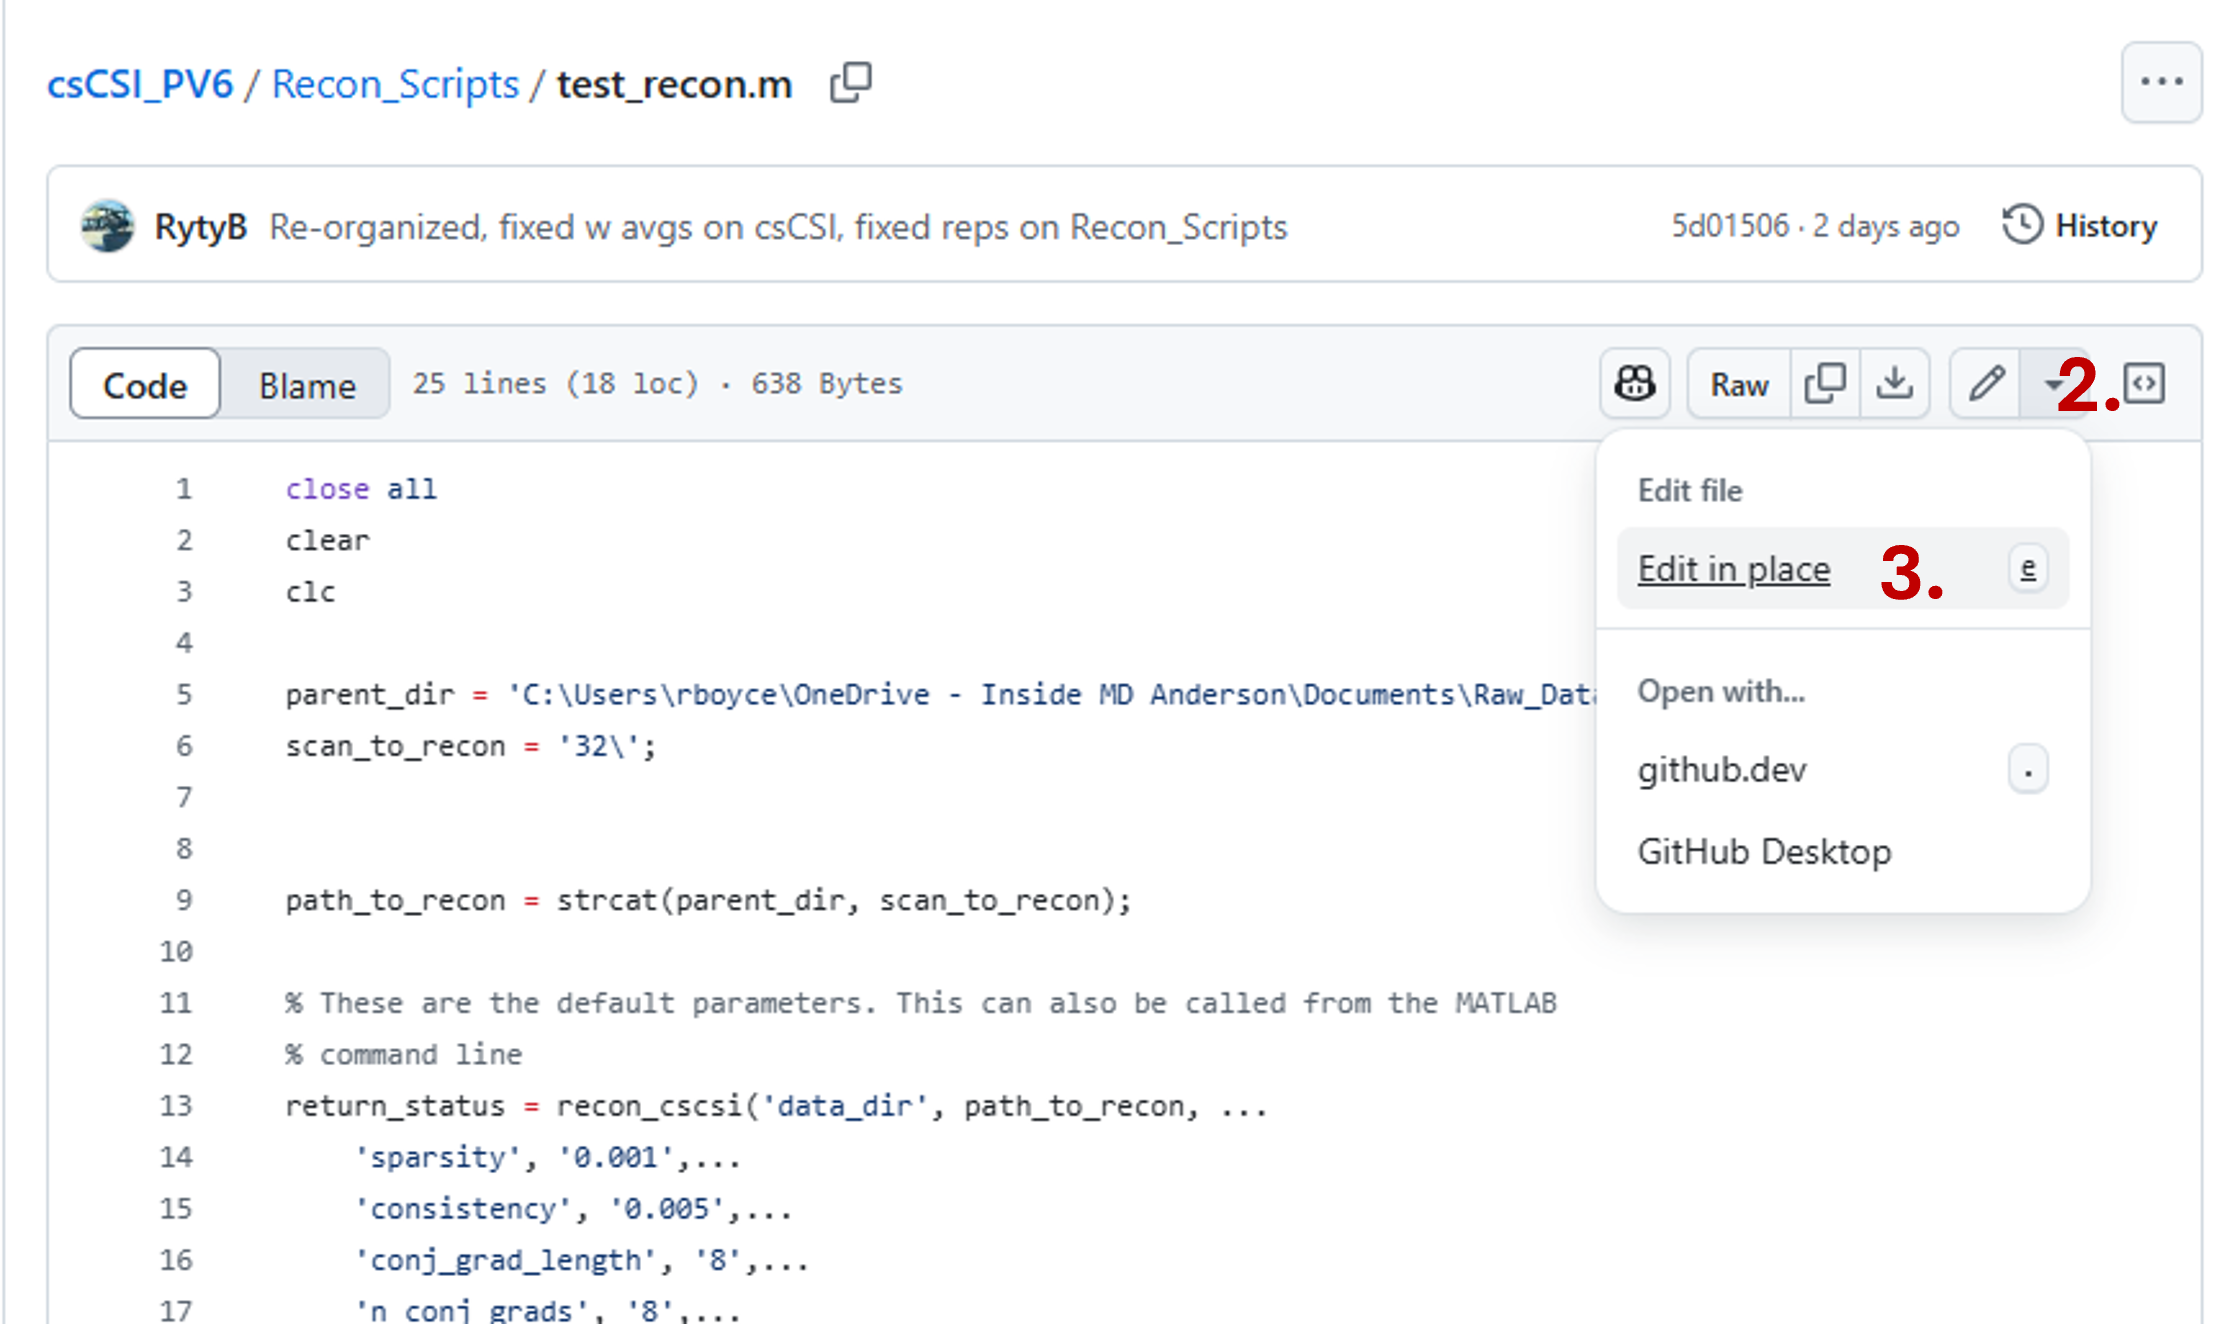 csCSI_PV6 / Recon_Scripts / test_recon.m
RytyB Re-organized, fixed w avgs on csCSI, fixed reps on Recon_Scripts 5d01506 · 2 days ago History
Code Blame 25 lines (18 loc) · 638 Bytes Raw 2.
Edit file
Edit in place 3. e
Open with...
github.dev .
GitHub Desktop
1 close all
2 clear
3 clc
4
5 parent_dir = 'C:\Users\rboyce\OneDrive - Inside MD Anderson\Documents\Raw_Data
6 scan_to_recon = '32\';
7
8
9 path_to_recon = strcat(parent_dir, scan_to_recon);
10
11 % These are the default parameters. This can also be called from the MATLAB
12 % command line
13 return_status = recon_cscsi('data_dir', path_to_recon, ...
14 'sparsity', '0.001',...
15 'consistency', '0.005',...
16 'conj_grad_length', '8',...
17 'n_conj_grads', '8',...